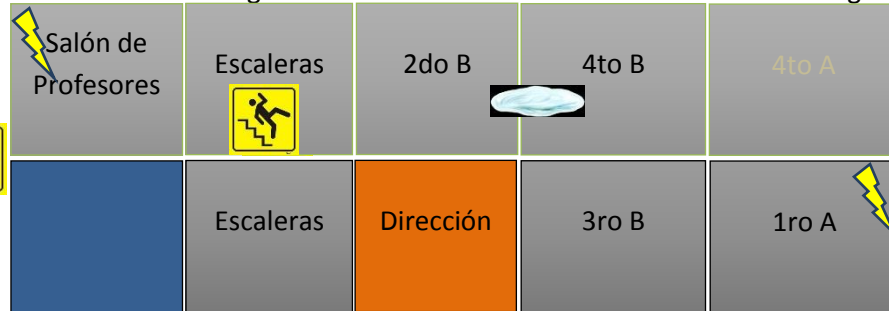 Salón de
Profesores
Escaleras
2do B
4to B
4to A
Escaleras
Dirección
3ro B
1ro A